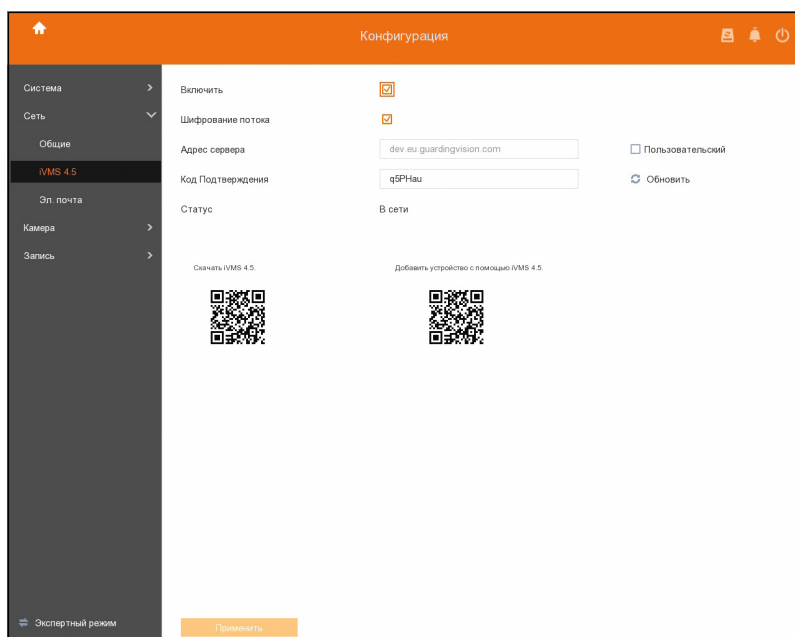 Конфигурация
Система
Сеть
Общие
iVMS 4.5
Эл. почта
Камера
Запись
Экспертный режим
Включить
Шифрование потока
Адрес сервера dev.eu.guardingvision.com Пользовательский
Код Подтверждения q5PHau Обновить
Статус В сети
Скачать iVMS 4.5. Добавить устройство с помощью iVMS 4.5.
Применить